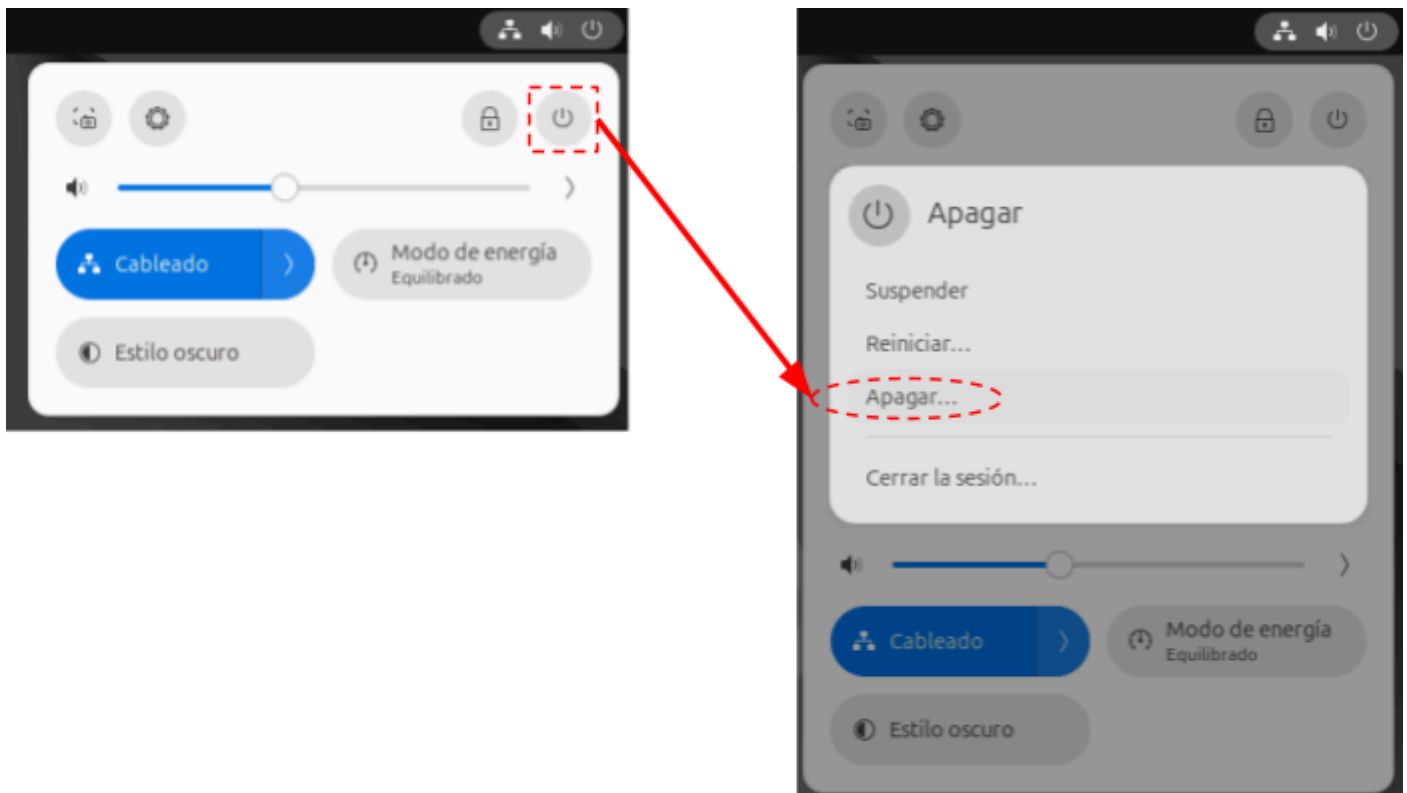 Cableado
Modo de energía
Equilibrado
Estilo oscuro
Apagar
Suspender
Reiniciar...
Apagar...
Cerrar la sesión...
Cableado
Modo de energía
Equilibrado
Estilo oscuro